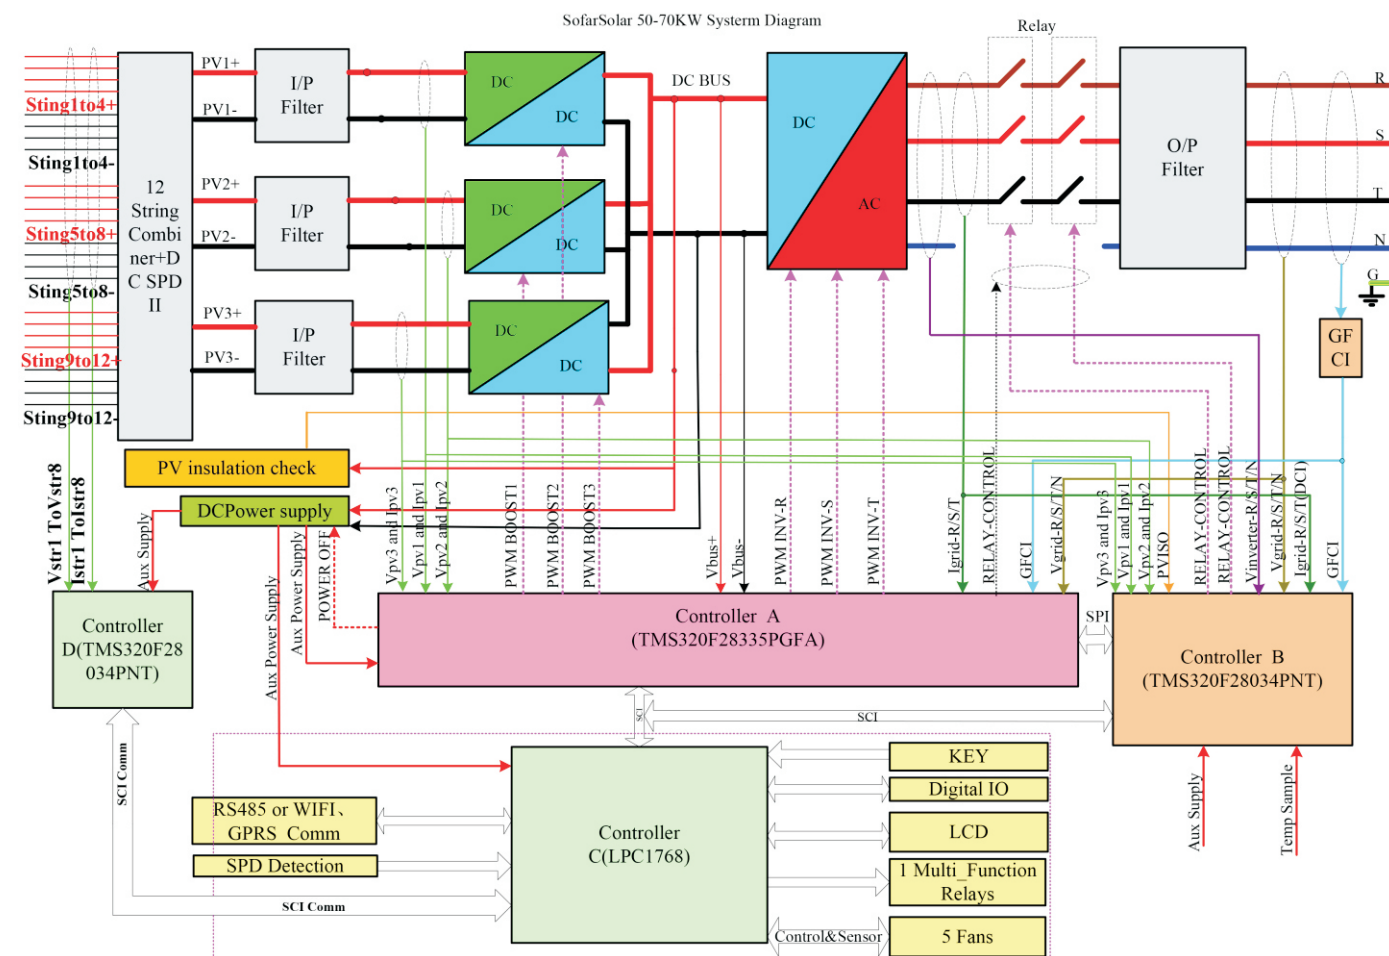 SofarSolar 50-70KW Systerm Diagram
Relay
PV1+
I/P
Filter
DC
DC
DC BUS
DC
AC
O/P
Filter
R
S
T
N
G
Sting1to4+
PV1-
Sting1to4-
12
String
Combi
ner+D
C SPD
II
PV2+
I/P
Filter
DC
DC
Sting5to8+
PV2-
Sting5to8-
PV3+
I/P
Filter
DC
DC
Sting9to12+
PV3-
Sting9to12-
GF
CI
PV insulation check
DCPower supply
Vstr1 ToVstr8
Istr1 ToIstr8
Aux Supply
Aux Power Supply
Aux Power Supply
POWER OFF
Vpv3 and Ipv3
Vpv1 and Ipv1
Vpv2 and Ipv2
PWM BOOST1
PWM BOOST2
PWM BOOST3
Vbus+
Vbus-
PWM INV-R
PWM INV-S
PWM INV-T
Igrid-R/S/T
RELAY-CONTROL
GFCI
Vgrid-R/S/T/N
Vpv3 and Ipv3
Vpv1 and Ipv1
Vpv2 and Ipv2
PVISO
RELAY-CONTROL
RELAY-CONTROL
Vinverter-R/S/T/N
Vgrid-R/S/T/N
Igrid-R/S/T(DCI)
GFCI
Controller
D(TMS320F28
034PNT)
Controller A
(TMS320F28335PGFA)
SPI
Controller B
(TMS320F28034PNT)
SCI
SCI
SCI Comm
KEY
Digital IO
RS485 or WIFI、
GPRS Comm
Controller
C(LPC1768)
LCD
SPD Detection
1 Multi_Function
Relays
SCI Comm
Control&Sensor
5 Fans
Aux Supply
Temp Sample